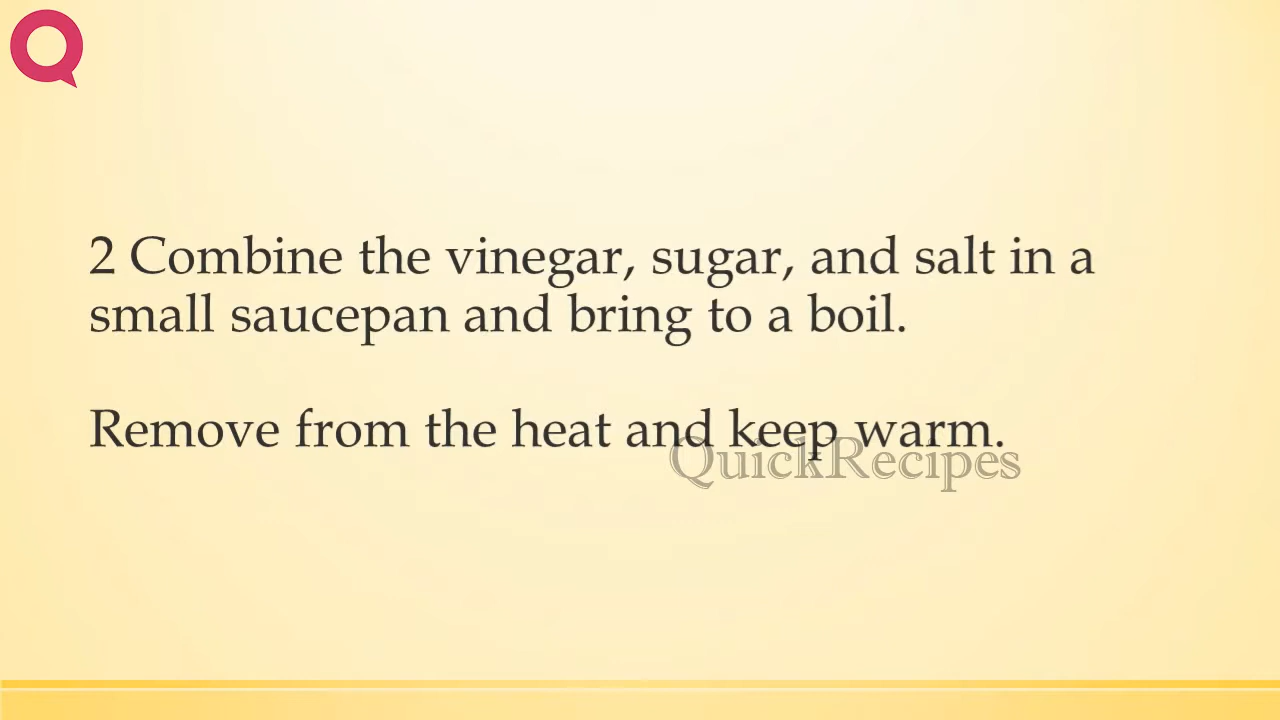 2 Combine the vinegar, sugar, and salt in a
small saucepan and bring to a boil.
Remove from the heat and keep warm.
QuickRecipes